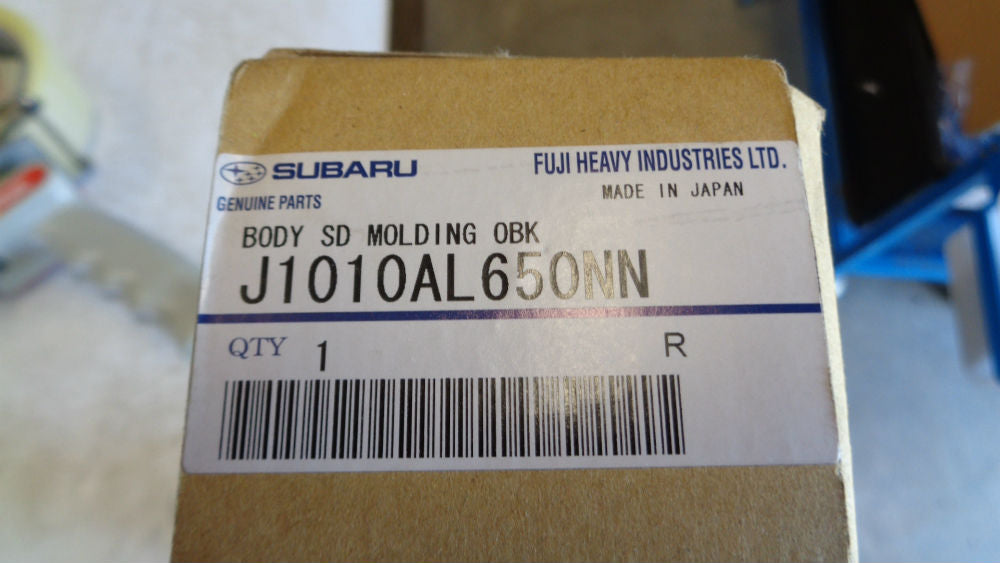 SUBARU FUJI HEAVY INDUSTRIES LTD.
GENUINE PARTS MADE IN JAPAN
BODY SD MOLDING OBK
J1010AL650NN
QTY 1 R